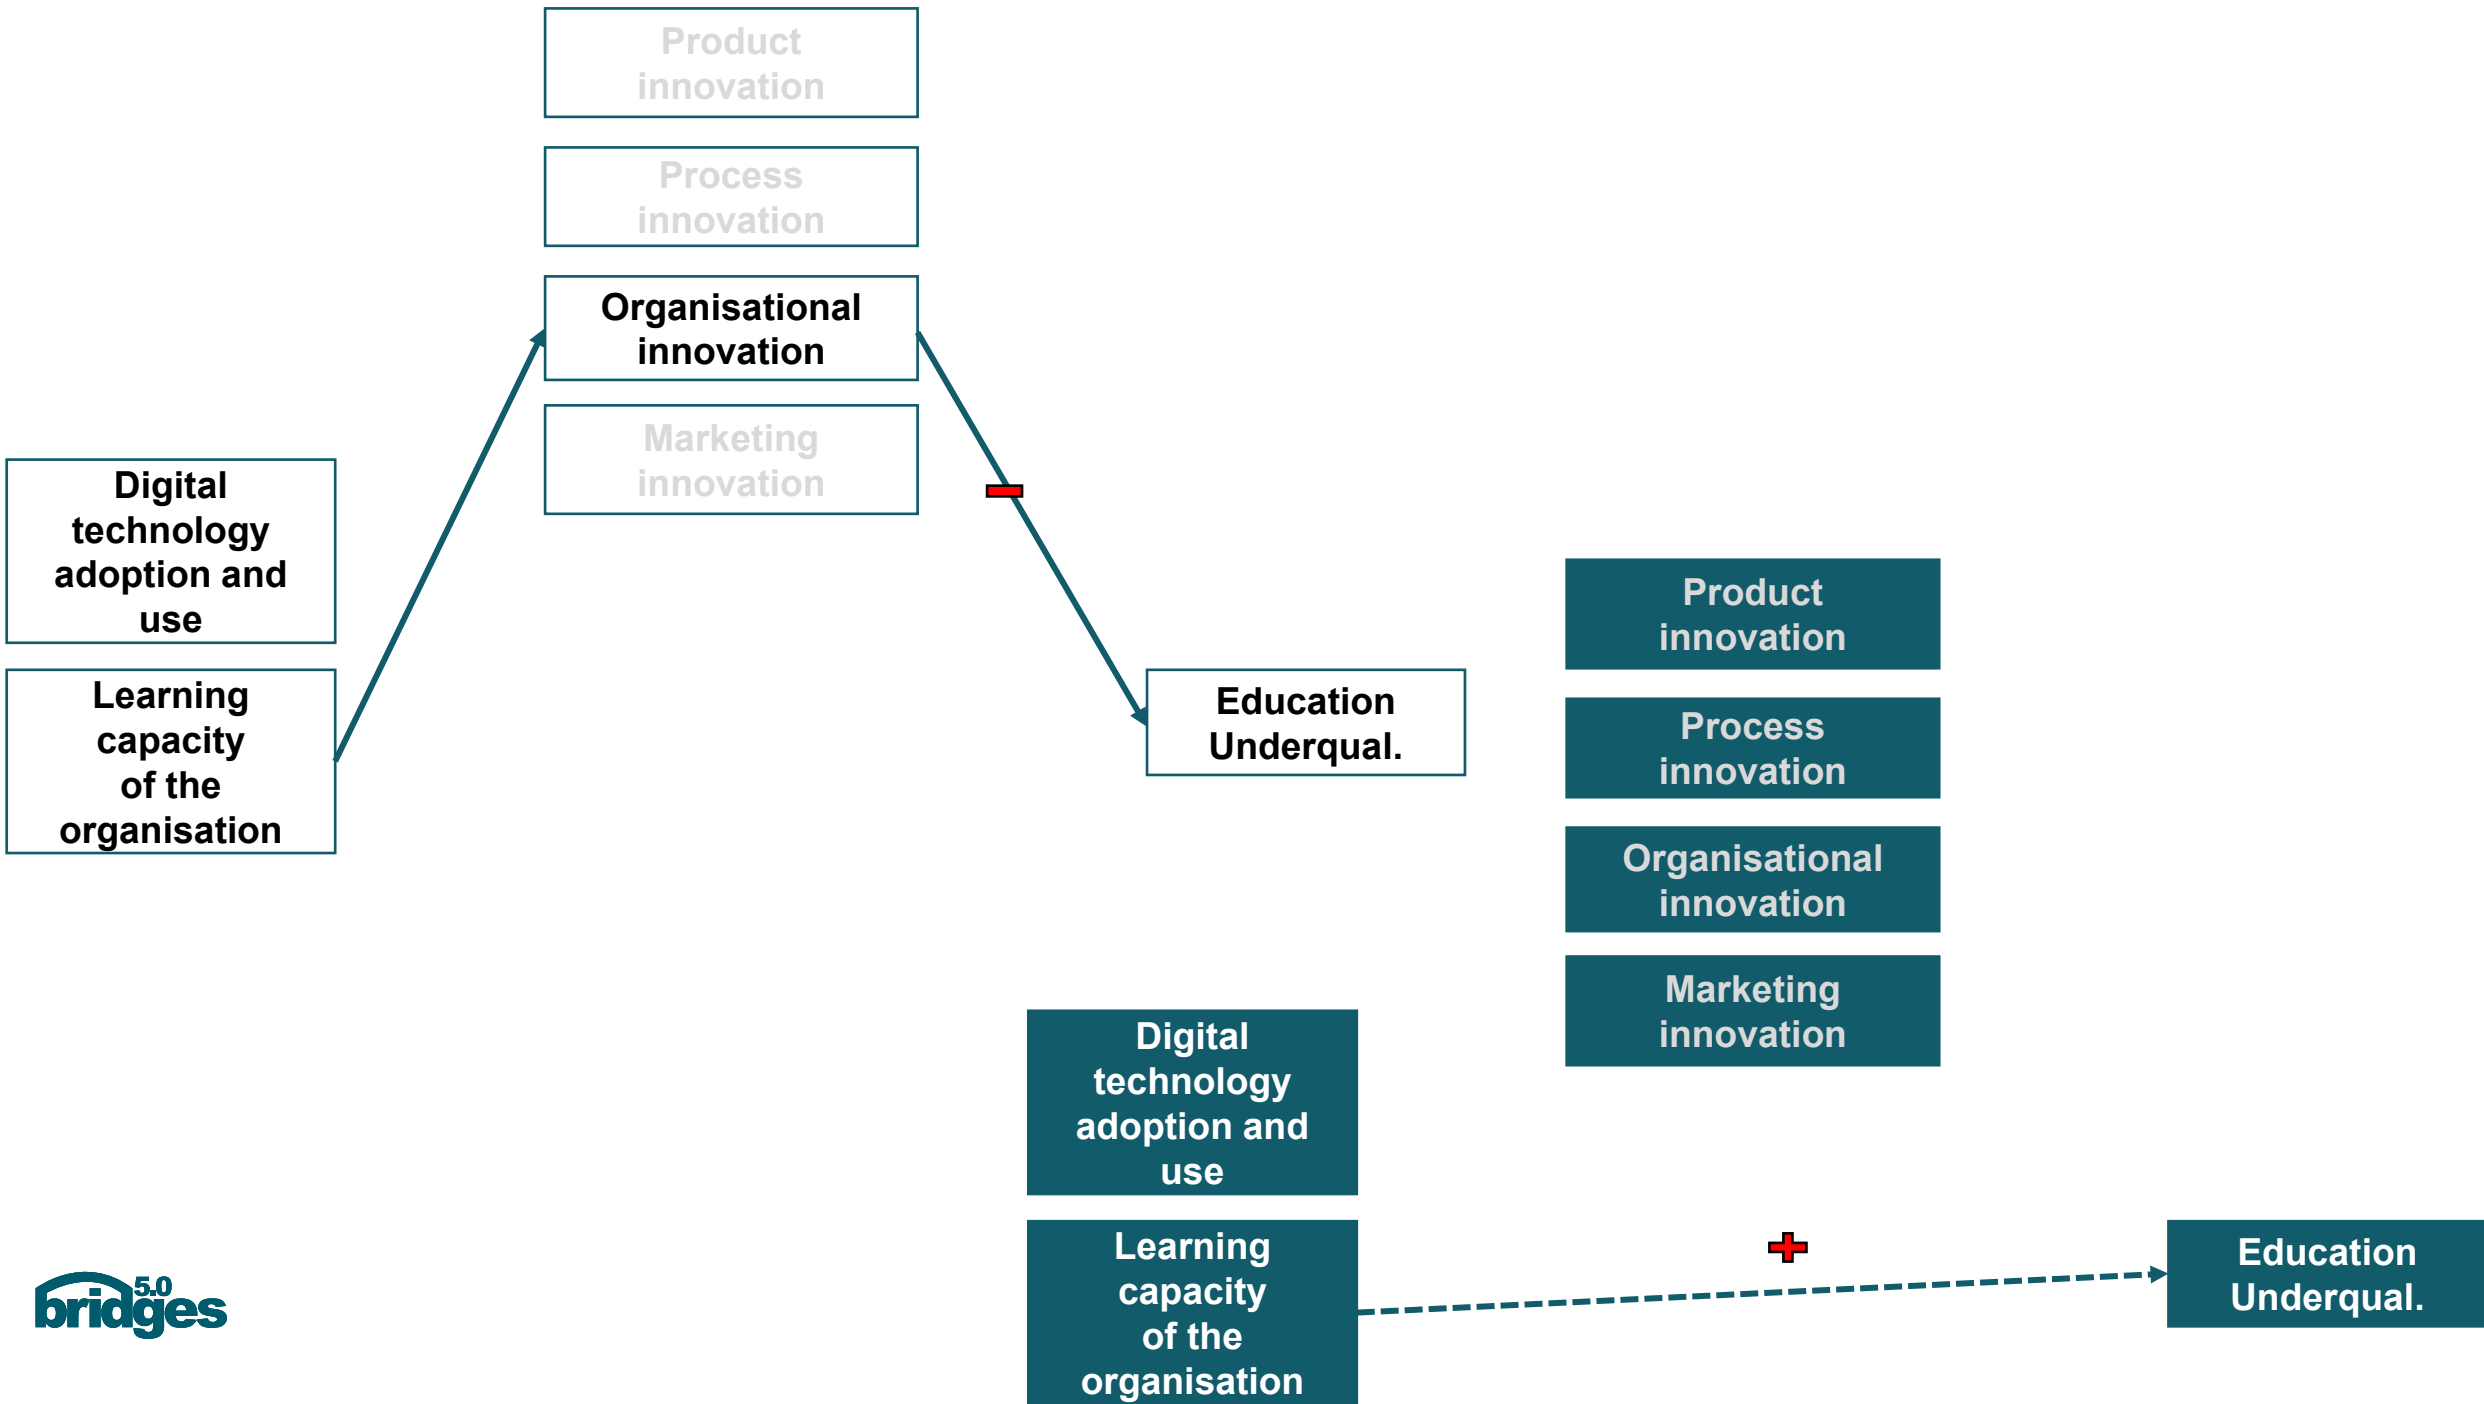 Product
innovation
Process
innovation
Organisational
innovation
Marketing
innovation
Digital
technology
adoption and
use
Learning
capacity
of the
organisation
Education
Underqual.
Product
innovation
Process
innovation
Organisational
innovation
Marketing
innovation
Digital
technology
adoption and
use
Learning
capacity
of the
organisation
Education
Underqual.
5.0
bridges